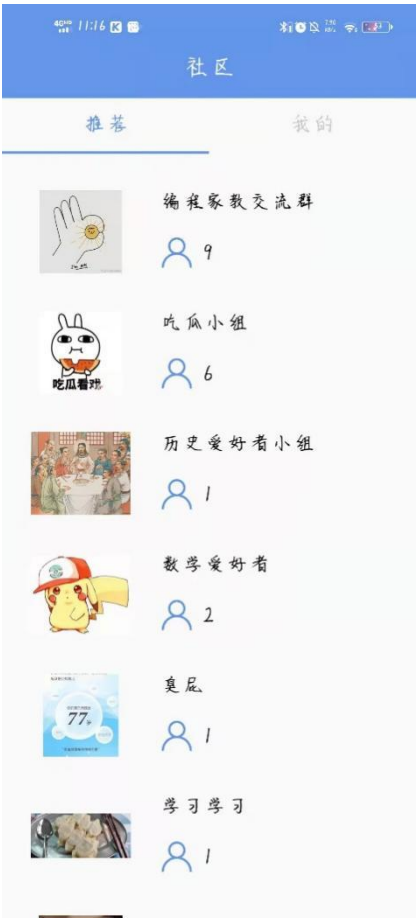 11:16
社区
推荐 我的
编程家教交流群
9
吃瓜小组
6
吃瓜看戏
历史爱好者小组
1
数学爱好者
2
臭屁
1
77
学习学习
1